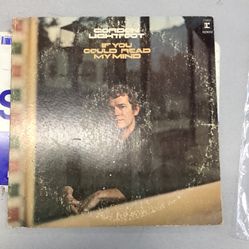 GORDON
LIGHTFOOT
IF YOU
COULD READ
MY MIND
S